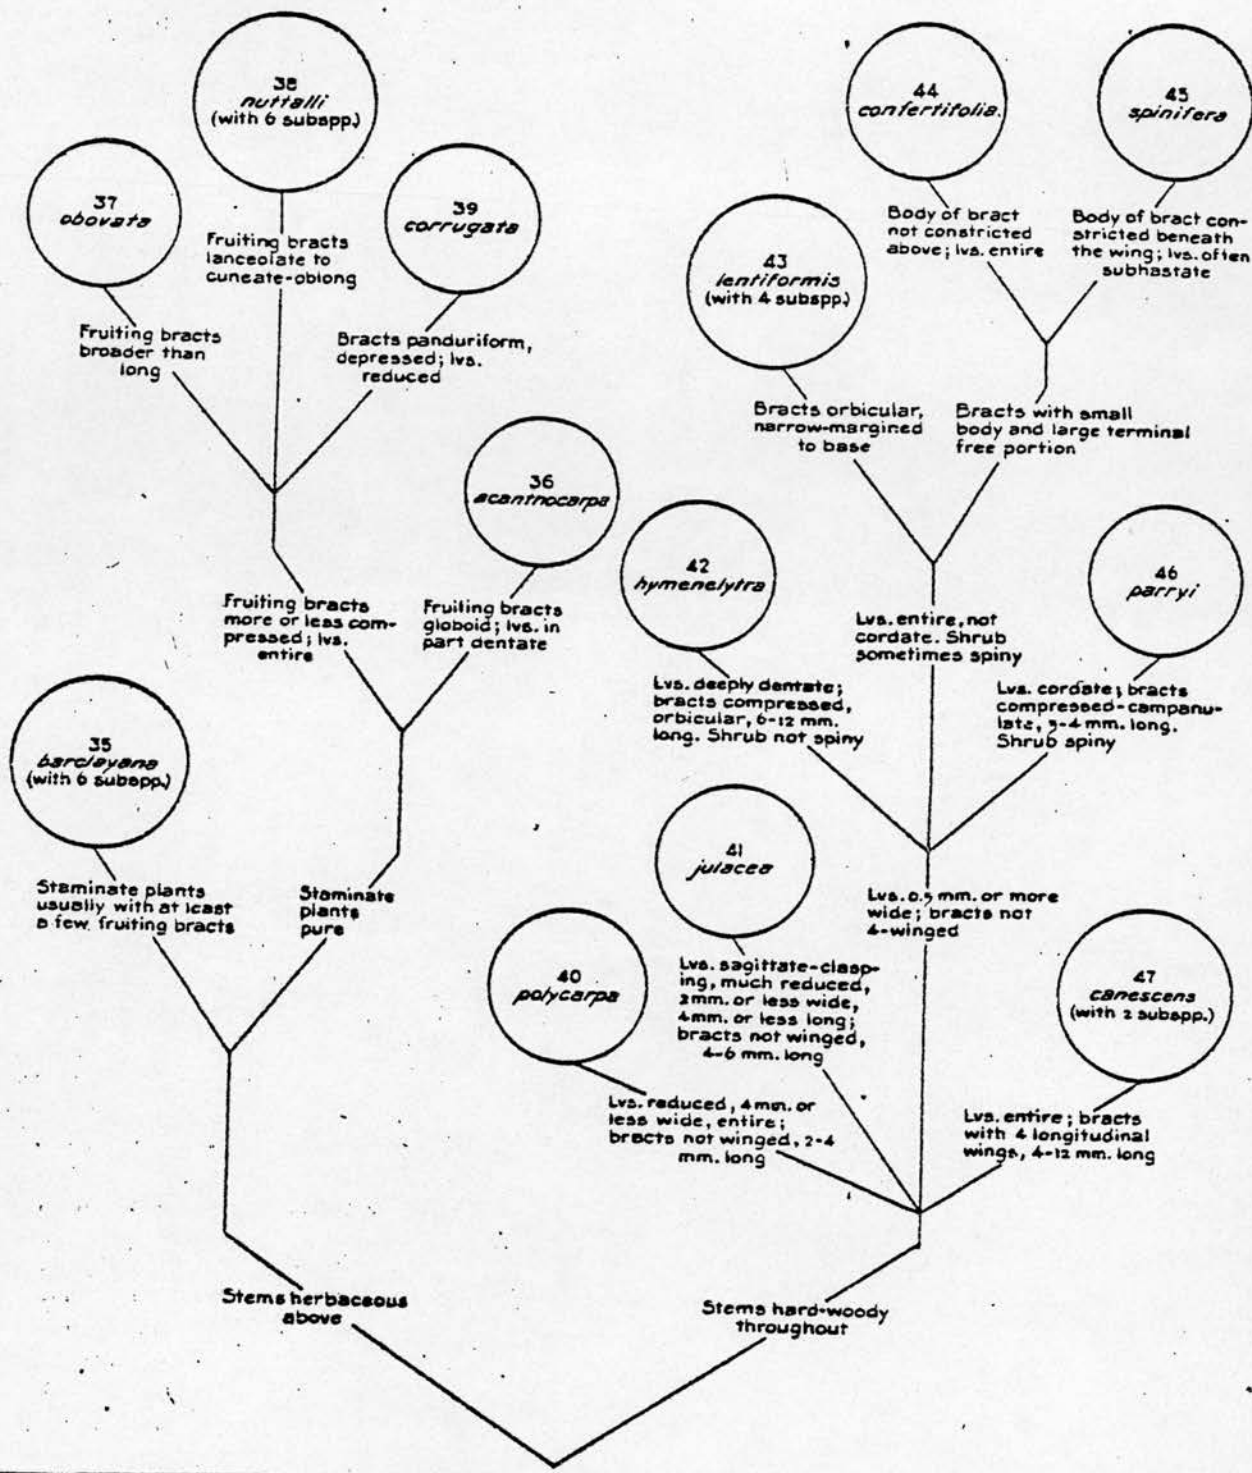 38
nuttalli
(with 6 subspp.)
44
confertifolia.
45
spinifera
37
obovata
39
corrugata
Fruiting bracts
lanceolate to
cuneate-oblong
Body of bract
not constricted
above; lvs. entire
Body of bract con-
stricted beneath
the wing; lvs. often
subhastate
43
lentiformis
(with 4 subspp.)
Fruiting bracts
broader than
long
Bracts panduriform,
depressed; lvs.
reduced
Bracts orbicular,
narrow-margined
to base
Bracts with small
body and large terminal
free portion
36
acanthocarpa
42
hymenelytra
46
parryi
Fruiting bracts
more or less com-
pressed; lvs.
entire
Fruiting bracts
globoid; lvs. in
part dentate
Lvs. entire, not
cordate. Shrub
sometimes spiny
Lvs. deeply dentate;
bracts compressed,
orbicular, 6-12 mm.
long. Shrub not spiny
Lvs. cordate; bracts
compressed-campanu-
late, 3-4 mm. long.
Shrub spiny
35
barclayana
(with 6 subspp.)
41
julacea
Staminate plants
usually with at least
a few fruiting bracts
Staminate
plants
pure
Lvs. 0.5 mm. or more
wide; bracts not
4-winged
40
polycarpa
Lvs. sagittate-clasp-
ing, much reduced,
2mm. or less wide,
4mm. or less long;
bracts not winged,
4-6 mm. long
47
canescens
(with 2 subspp.)
Lvs. reduced, 4mm. or
less wide, entire;
bracts not winged, 2-4
mm. long
Lvs. entire; bracts
with 4 longitudinal
wings, 4-12 mm. long
Stems herbaceous
above
Stems hard-woody
throughout